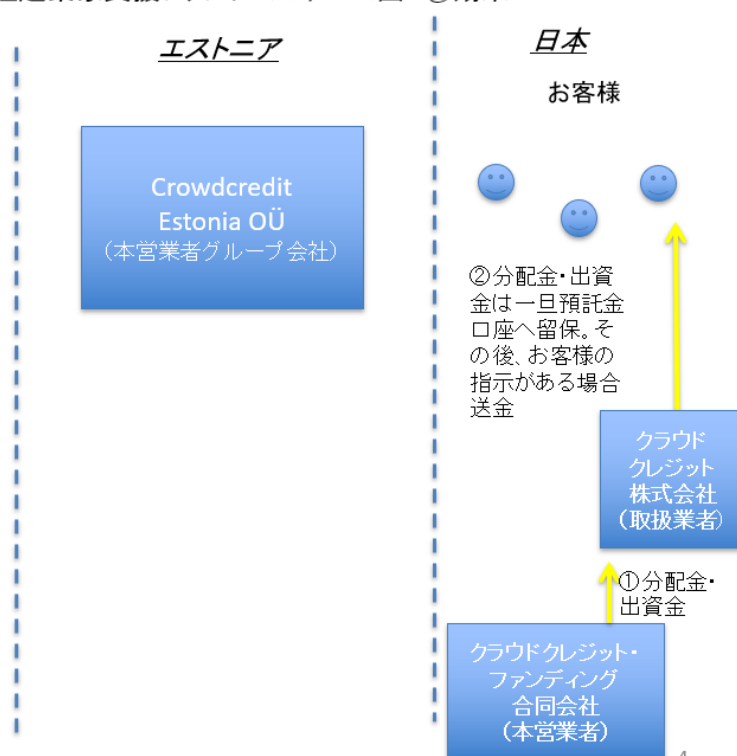 エストニア
日本
お客様
Crowdcredit
Estonia OÜ
（本営業者グループ会社）
②分配金・出資
金は一旦預託金
口座へ留保。そ
の後、お客様の
指示がある場合
送金
クラウド
クレジット
株式会社
（取扱業者）
①分配金・
出資金
クラウドクレジット・
ファンディング
合同会社
（本営業者）